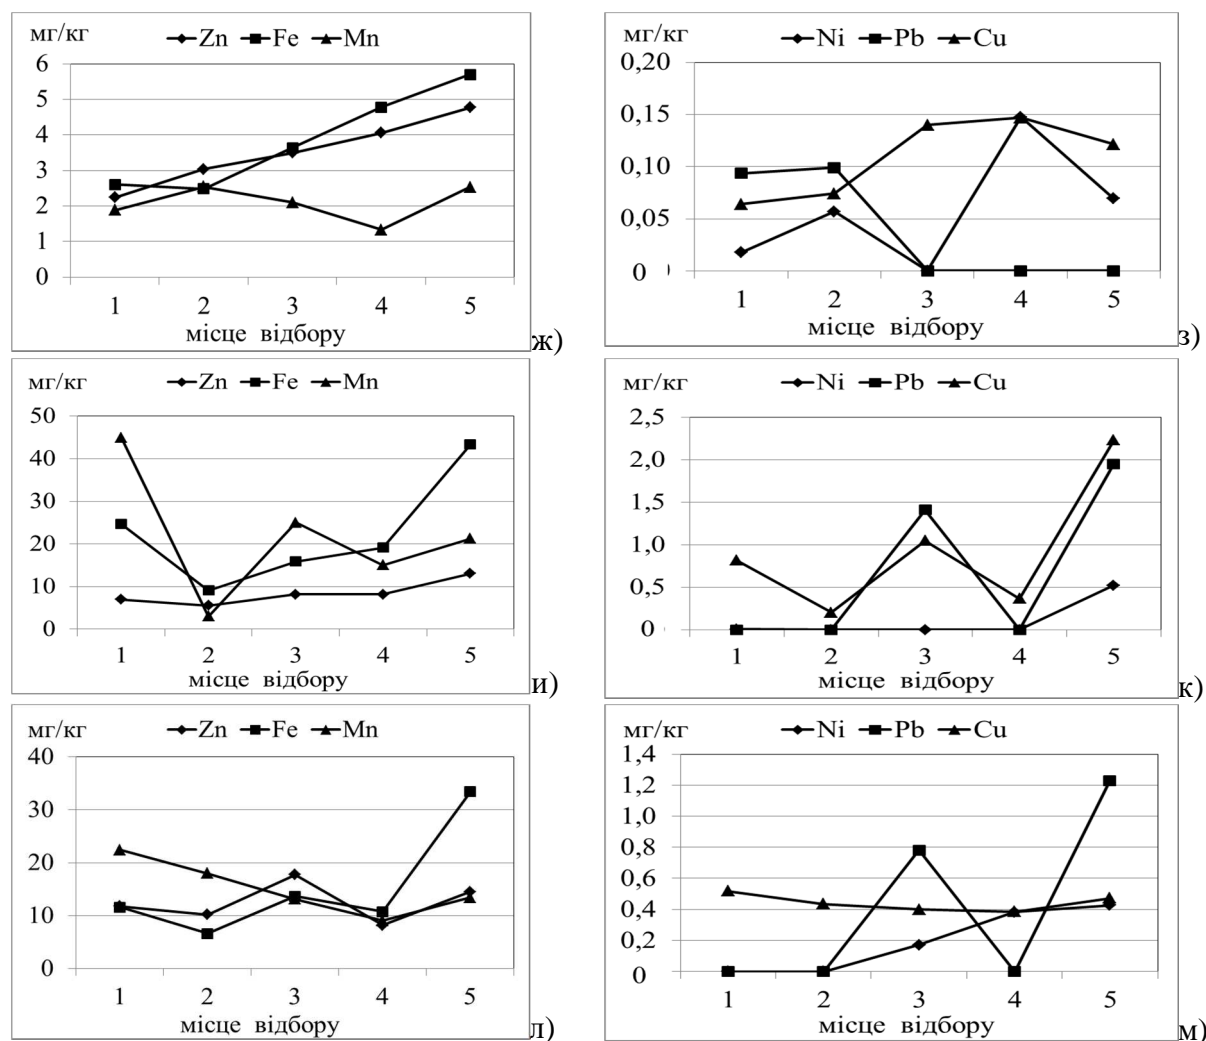 мг/кг Zn Fe Mn
6
5
4
3
2
1
0
1 2 3 4 5
місце відбору
ж)
мг/кг Ni Pb Cu
0,20
0,15
0,10
0,05
0
1 2 3 4 5
місце відбору
з)
мг/кг Zn Fe Mn
50
40
30
20
10
0
1 2 3 4 5
місце відбору
и)
мг/кг Ni Pb Cu
2,5
2,0
1,5
1,0
0,5
0
1 2 3 4 5
місце відбору
к)
мг/кг Zn Fe Mn
40
30
20
10
0
1 2 3 4 5
місце відбору
л)
мг/кг Ni Pb Cu
1,4
1,2
1,0
0,8
0,6
0,4
0,2
0
1 2 3 4 5
місце відбору
м)